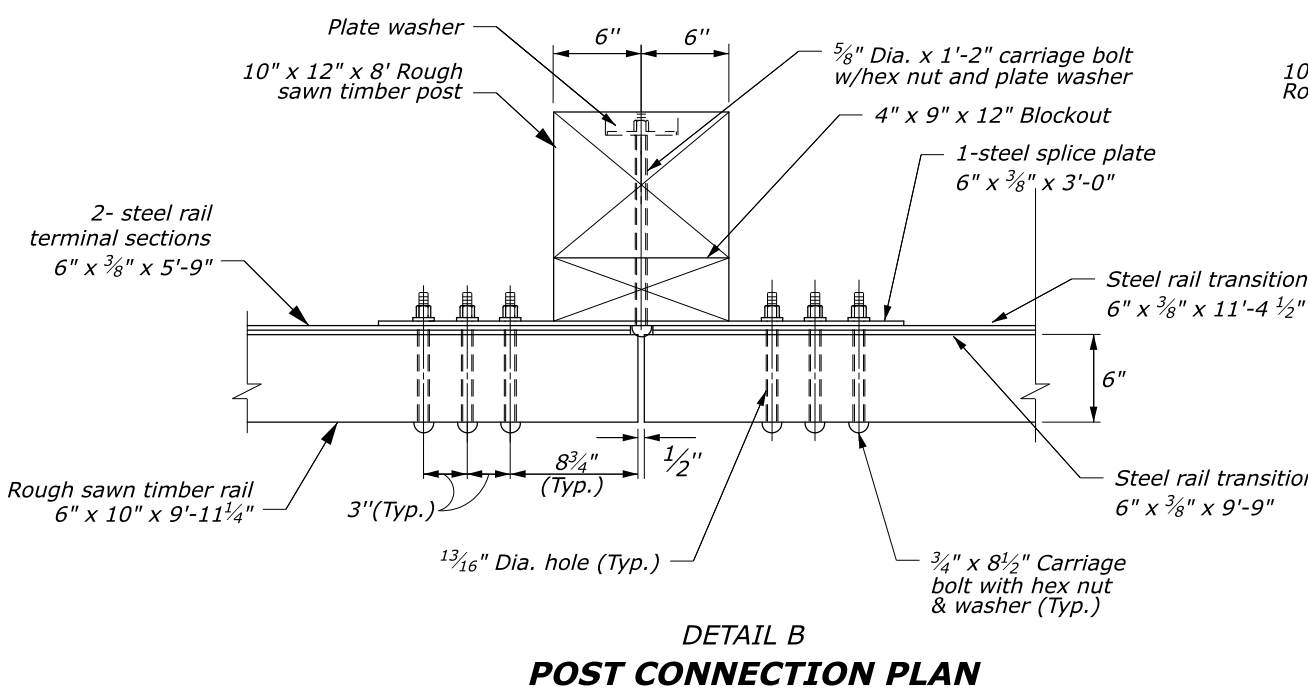 Plate washer
6"
6"
5/8" Dia. x 1'-2" carriage bolt
w/hex nut and plate washer
10" x 12" x 8' Rough
sawn timber post
10
Ro
4" x 9" x 12" Blockout
1-steel splice plate
6" x 3/8" x 3'-0"
2- steel rail
terminal sections
6" x 3/8" x 5'-9"
Steel rail transition
6" x 3/8" x 11'-4 1/2"
6"
8 3/4"
(Typ.)
1/2"
3"(Typ.)
Rough sawn timber rail
6" x 10" x 9'-11 1/4"
Steel rail transition
6" x 3/8" x 9'-9"
13/16" Dia. hole (Typ.)
3/4" x 8 1/2" Carriage
bolt with hex nut
& washer (Typ.)
DETAIL B
POST CONNECTION PLAN